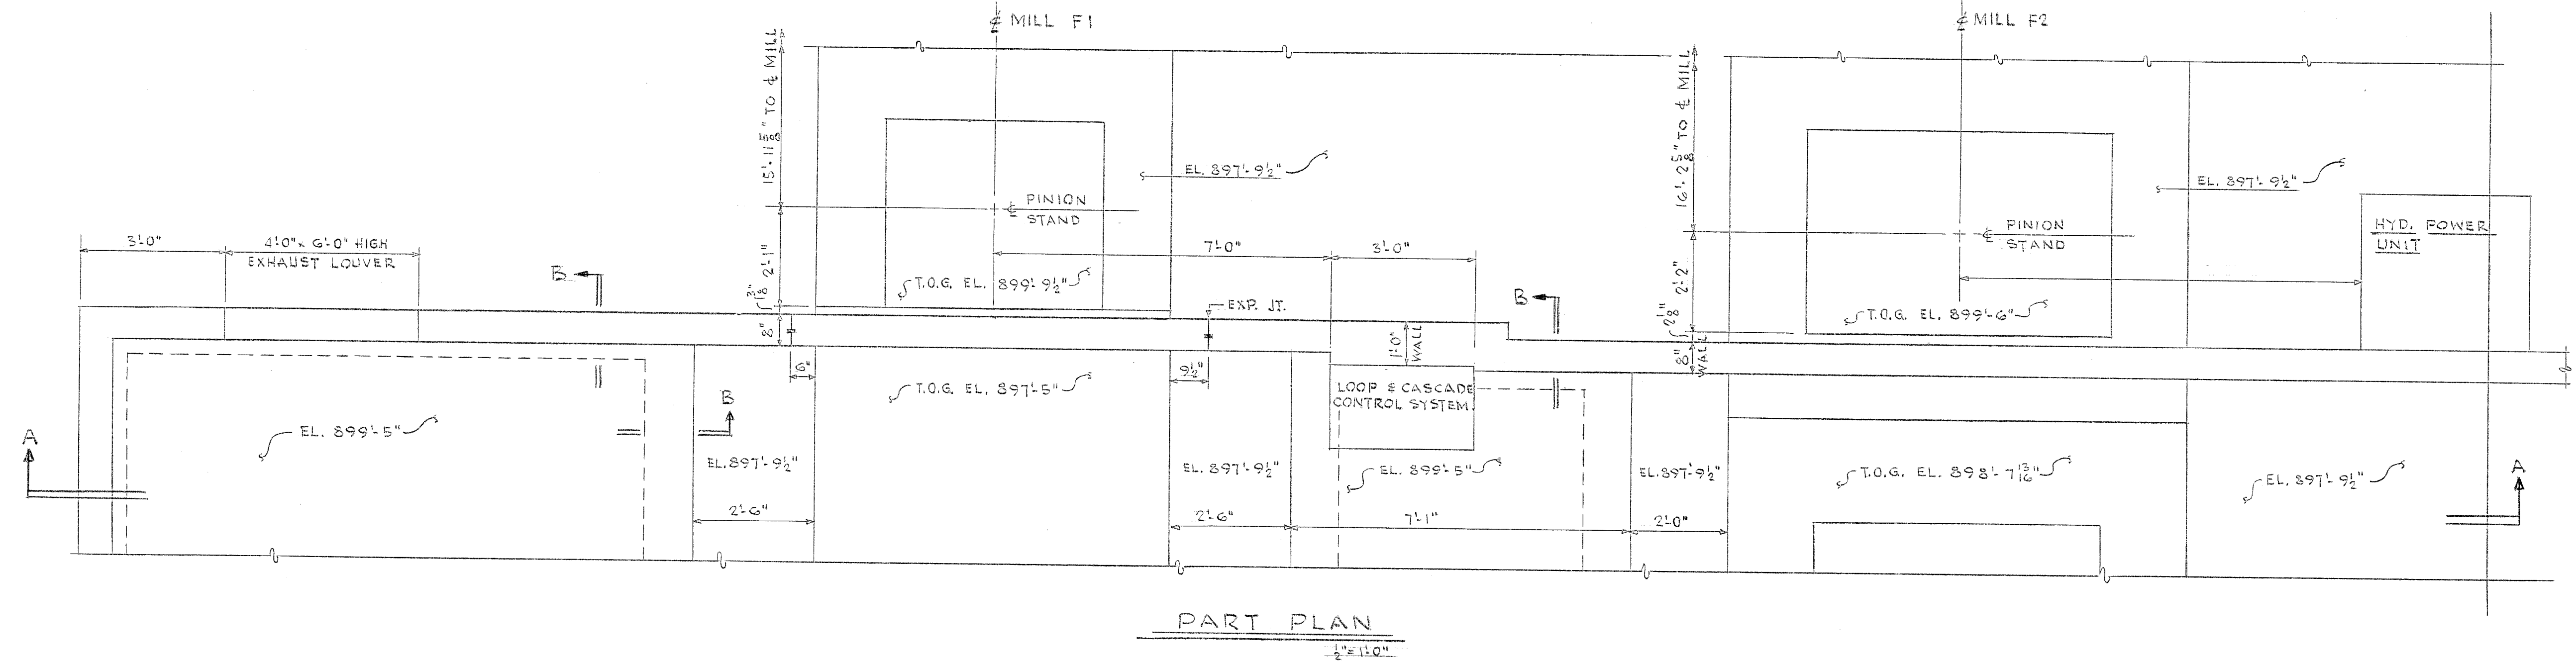 ℄ MILL F1
℄ MILL F2
15'-11 5/8" TO ℄ MILL
16'-2 5/8" TO ℄ MILL
EL. 897'-9½"
EL. 897'-9½"
℄ PINION
STAND
℄ PINION
STAND
HYD. POWER
UNIT
3'-0"
4'-0" x 6'-0" HIGH
EXHAUST LOUVER
B
2'-1"
1 3/8"
8"
T.O.G. EL. 899'-9½"
7'-0"
3'-0"
EXP. JT.
B
2'-2"
2 1/8"
8"
WALL
T.O.G. EL. 899'-6"
1'-0"
WALL
6"
9½"
T.O.G. EL. 897'-5"
LOOP & CASCADE
CONTROL SYSTEM
B
A
EL. 899'-5"
EL. 897'-9½"
EL. 897'-9½"
EL. 899'-5"
EL. 897'-9½"
T.O.G. EL. 898'-7 13/16"
EL. 897'-9½"
A
2'-6"
2'-6"
7'-1"
2'-0"
PART PLAN
½"=1'-0"